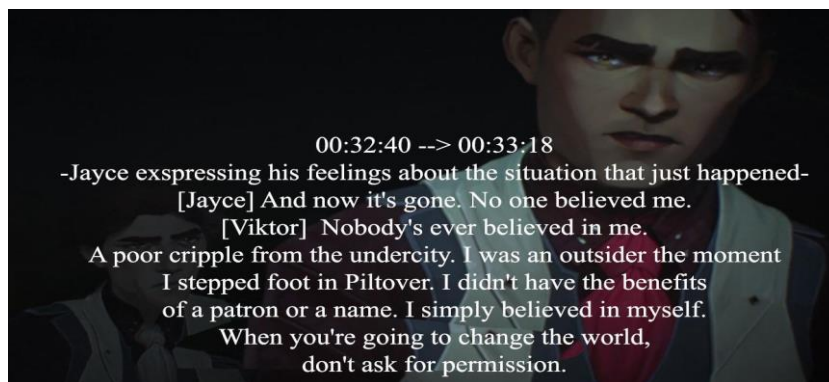 00:32:40 --> 00:33:18
-Jayce exspressing his feelings about the situation that just happened-
[Jayce] And now it's gone. No one believed me.
[Viktor]  Nobody's ever believed in me.
A poor cripple from the undercity. I was an outsider the moment
I stepped foot in Piltover. I didn't have the benefits
of a patron or a name. I simply believed in myself.
When you're going to change the world,
don't ask for permission.